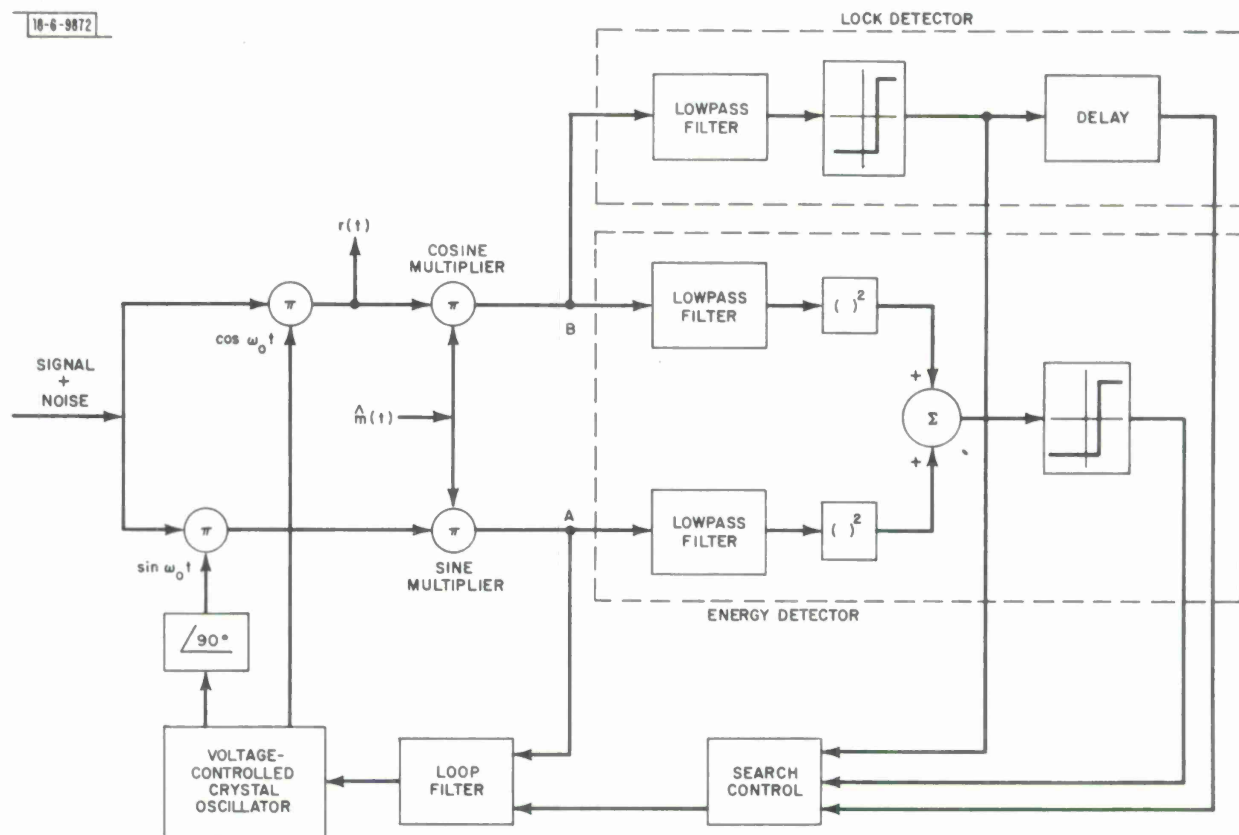 18-6-9872
LOCK DETECTOR
LOWPASS
FILTER
DELAY
r(t)
COSINE
MULTIPLIER
π
π
cos ω₀t
B
LOWPASS
FILTER
( )²
SIGNAL
+
NOISE
m̂(t)
+
Σ
+
π
sin ω₀t
π
SINE
MULTIPLIER
A
LOWPASS
FILTER
( )²
ENERGY DETECTOR
∠90°
VOLTAGE-
CONTROLLED
CRYSTAL
OSCILLATOR
LOOP
FILTER
SEARCH
CONTROL